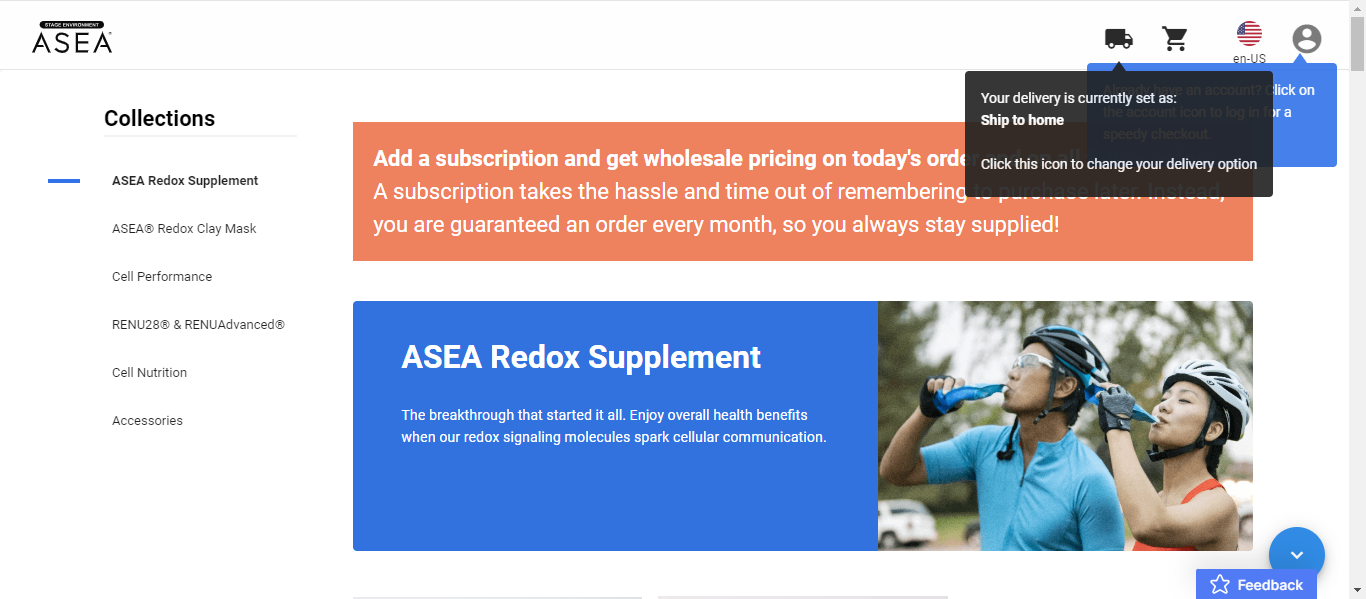 STAGE ENVIRONMENT
ASEA
en-US
Already have an account? Click on
the account icon to log in for a
speedy checkout.
Your delivery is currently set as:
Ship to home
Click this icon to change your delivery option
Collections
ASEA Redox Supplement
ASEA® Redox Clay Mask
Cell Performance
RENU28® & RENUAdvanced®
Cell Nutrition
Accessories
Add a subscription and get wholesale pricing on today's order
A subscription takes the hassle and time out of remembering to purchase later. Instead,
you are guaranteed an order every month, so you always stay supplied!
ASEA Redox Supplement
The breakthrough that started it all. Enjoy overall health benefits
when our redox signaling molecules spark cellular communication.
Feedback